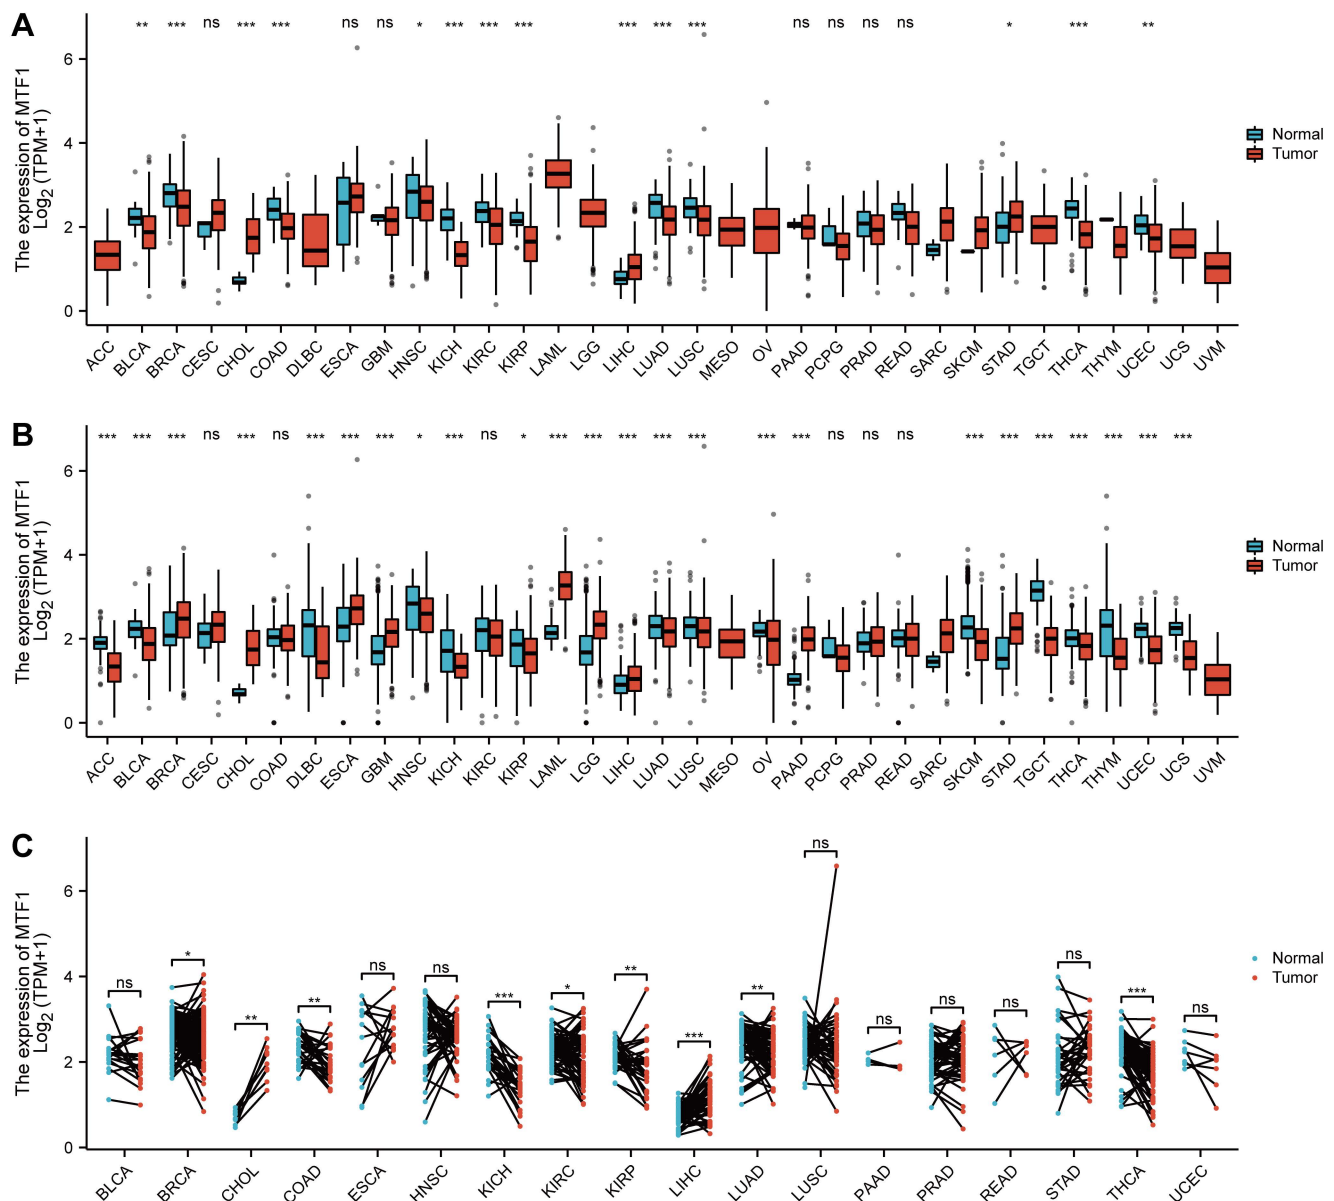 A
** *** ns *** *** ns ns * *** *** *** *** *** *** ns ns ns ns * *** **
The expression of MTF1
Log2 (TPM+1)
6
4
2
0
Normal
Tumor
ACC BLCA BRCA CESC CHOL COAD DLBC ESCA GBM HNSC KICH KIRC KIRP LAML LGG LIHC LUAD LUSC MESO OV PAAD PCPG PRAD READ SARC SKCM STAD TGCT THCA THYM UCEC UCS UVM
B
*** *** *** ns *** ns *** *** *** * *** ns * *** *** *** *** *** *** *** ns ns ns *** *** *** *** *** *** ***
The expression of MTF1
Log2 (TPM+1)
6
4
2
0
Normal
Tumor
ACC BLCA BRCA CESC CHOL COAD DLBC ESCA GBM HNSC KICH KIRC KIRP LAML LGG LIHC LUAD LUSC MESO OV PAAD PCPG PRAD READ SARC SKCM STAD TGCT THCA THYM UCEC UCS UVM
C
ns * ** ** ns ns *** * ** *** ** ns ns ns ns ns *** ns
The expression of MTF1
Log2 (TPM+1)
6
4
2
0
Normal
Tumor
BLCA BRCA CHOL COAD ESCA HNSC KICH KIRC KIRP LIHC LUAD LUSC PAAD PRAD READ STAD THCA UCEC